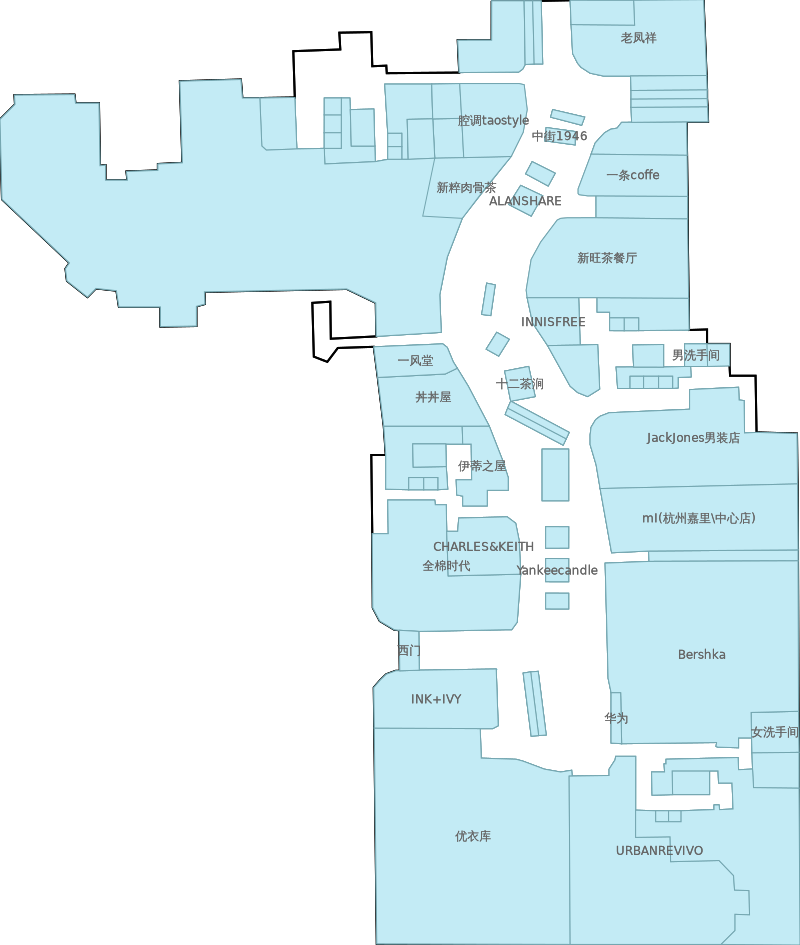 老凤祥
腔调taostyle
中街1946
一条coffe
新粹肉骨茶
ALANSHARE
新旺茶餐厅
INNISFREE
男洗手间
一风堂
十二茶涧
丼丼屋
JackJones男装店
伊蒂之屋
mI(杭州嘉里\中心店)
CHARLES&KEITH
全棉时代
Yankeecandle
西门
Bershka
INK+IVY
华为
女洗手间
优衣库
URBANREVIVO